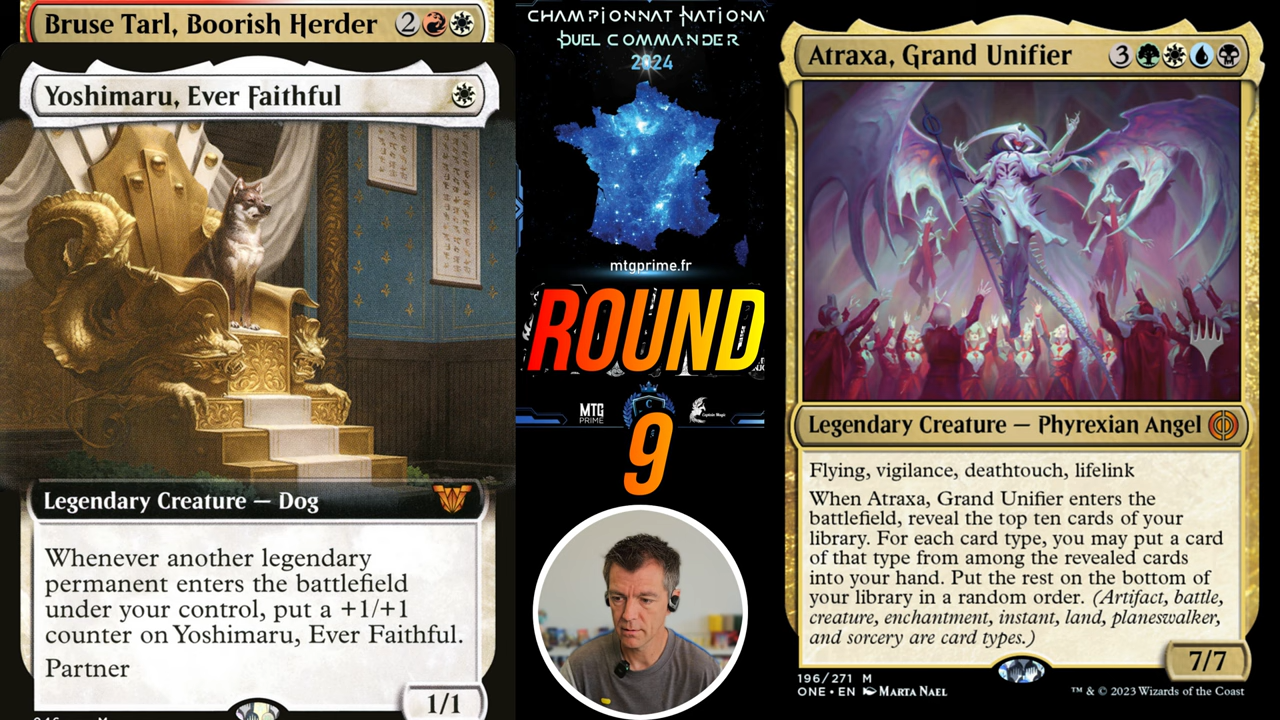 Bruse Tarl, Boorish Herder 2
Yoshimaru, Ever Faithful
Legendary Creature — Dog
Whenever another legendary
permanent enters the battlefield
under your control, put a +1/+1
counter on Yoshimaru, Ever Faithful.
Partner
1/1
CHAMPIONNAT NATIONA
DUEL COMMANDER
2024
mtgprime.fr
ROUND
MTG
PRIME
C
9
Atraxa, Grand Unifier 3
Legendary Creature — Phyrexian Angel
Flying, vigilance, deathtouch, lifelink
When Atraxa, Grand Unifier enters the
battlefield, reveal the top ten cards of your
library. For each card type, you may put a card
of that type from among the revealed cards
into your hand. Put the rest on the bottom of
your library in a random order. (Artifact, battle,
creature, enchantment, instant, land, planeswalker,
and sorcery are card types.)
7/7
196/271 M
ONE • EN MARTA NAEL
™ & © 2023 Wizards of the Coast